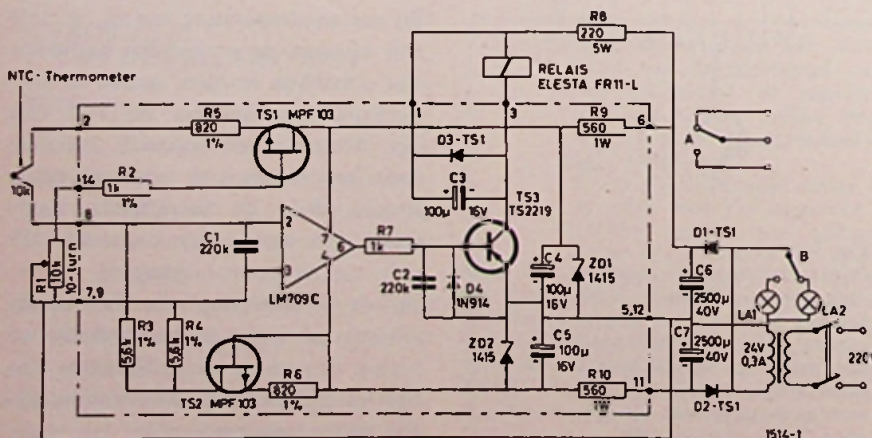 R8
220
5W
NTC-Thermometer
RELAIS
ELESTA FR11-L
R5
TS1 MPF103
R9
2
820
1%
1
3
560
1W
6
D3-TS1
A
14
R2
1k
1%
C3
100µ
16V
TS3
TS2219
10k
8
2
R7
1k
C1
220k
7
6
4
3
LM709C
D1-TS1
B
R1
10k
10-turn
C2
220k
D4
1N914
C4
100µ
16V
ZD1
1415
C6
2500µ
40V
LA1
LA2
7,9
5,12
R3
5,6k
1%
R4
5,6k
1%
ZD2
1415
C5
100µ
16V
C7
2500µ
40V
24V
0,3A
220V
TS2 MPF103
R6
820
1%
R10
560
1W
11
D2-TS1
1514-1